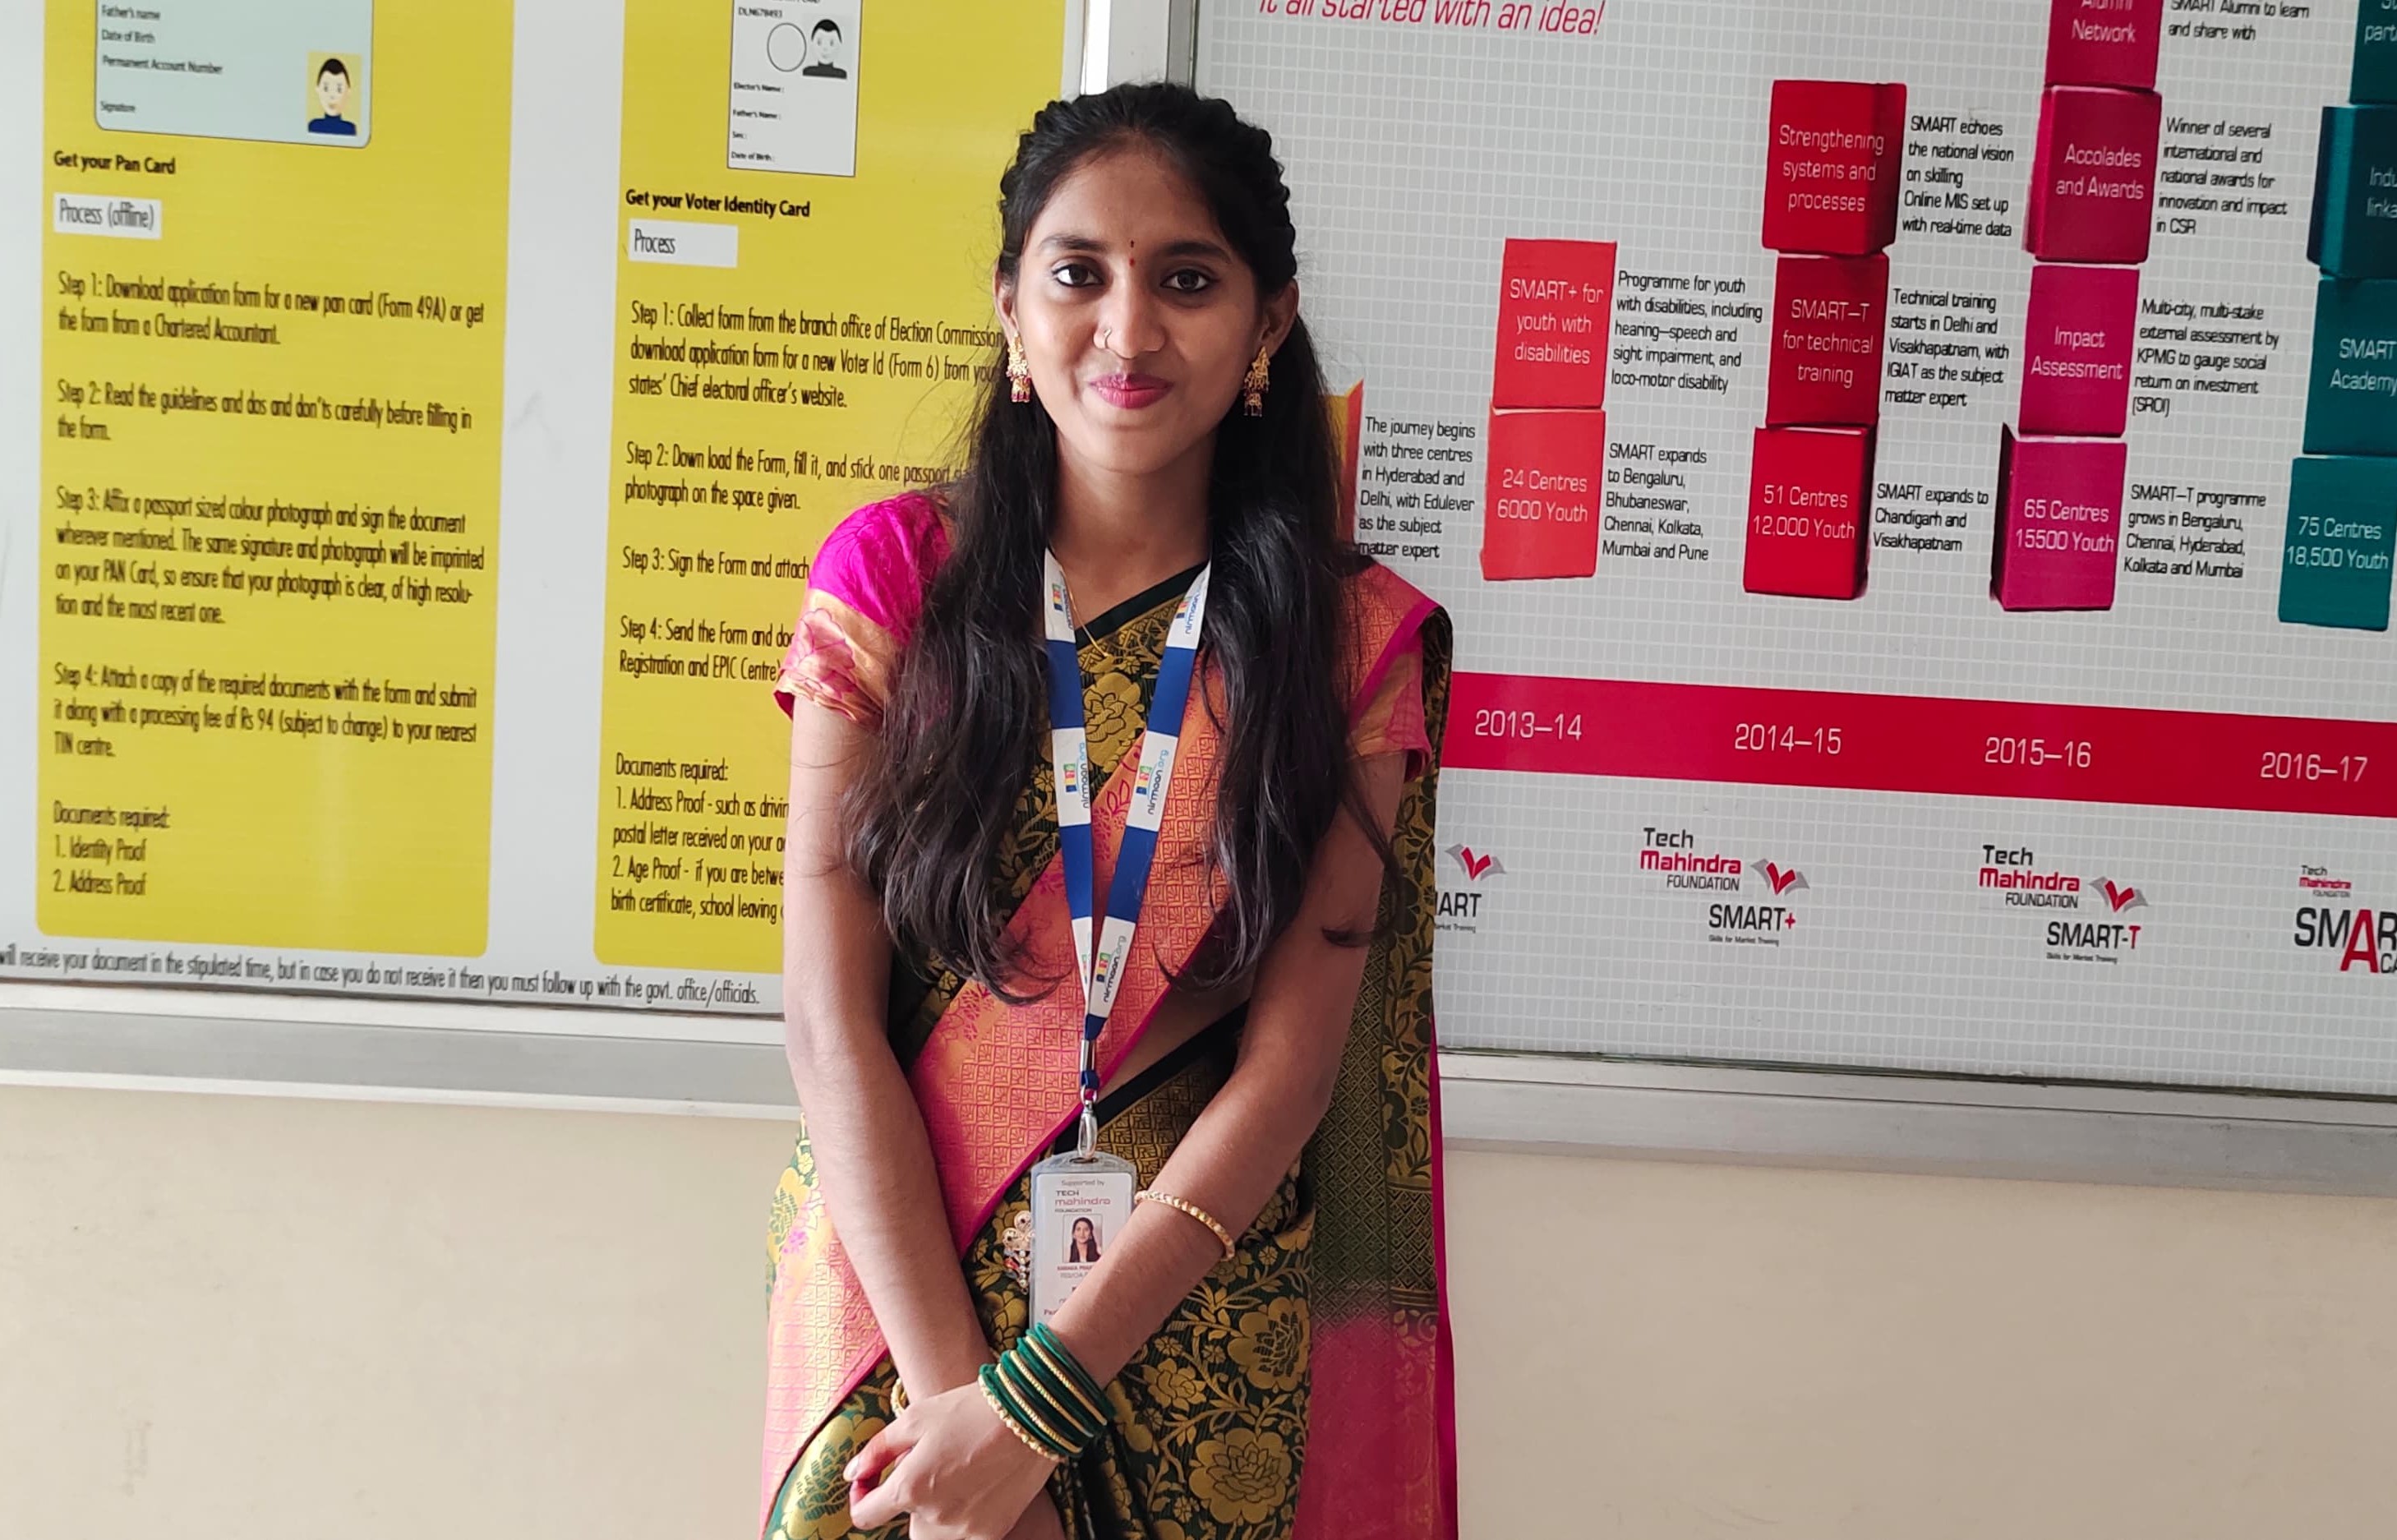 Father's name
Date of Birth
Permanent Account Number
Signature
Get your Pan Card
Process (offline)
Step 1: Download application form for a new pan card (Form 49A) or get
the form from a Chartered Accountant.
Step 2: Read the guidelines and dos and don'ts carefully before filling in
the form.
Step 3: Affix a passport sized colour photograph and sign the document
wherever mentioned. The same signature and photograph will be imprinted
on your PAN Card, so ensure that your photograph is clear, of high resolu-
tion and the most recent one.
Step 4: Attach a copy of the required documents with the form and submit
it along with a processing fee of Rs 94 (subject to change) to your nearest
TIN centre.
Documents required:
1. Identity Proof
2. Address Proof
Elector's Name :
Father's Name :
Sex :
Date of Birth :
Get your Voter Identity Card
Process
Step 1: Collect form from the branch office of Election Commission
download application form for a new Voter Id (Form 6) from
states' Chief electoral officer's website.
Step 2: Down load the Form, fill it, and stick one passport
photograph on the space given.
Step 3: Sign the Form and attach
Step 4: Send the Form and
Registration and EPIC Centre
Documents required:
1. Address Proof - such as
postal letter received on your
2. Age Proof - if you are
birth certificate, school leaving
will receive your document in the stipulated time, but in case you do not receive it then you must follow up with the govt. office/officials.
It all started with an idea!
The journey begins
with three centres
in Hyderabad and
Delhi, with Edulever
as the subject
matter expert
SMART+ for
youth with
disabilities
Programme for youth
with disabilities, including
hearing–speech and
sight impairment, and
loco-motor disability
24 Centres
6000 Youth
SMART expands
to Bengaluru,
Bhubaneswar,
Chennai, Kolkata,
Mumbai and Pune
Strengthening
systems and
processes
SMART echoes
the national vision
on skilling
Online MIS set up
with real-time data
SMART–T
for technical
training
Technical training
starts in Delhi and
Visakhapatnam, with
IGIAT as the subject
matter expert
51 Centres
12,000 Youth
SMART expands to
Chandigarh and
Visakhapatnam
Alumni
Network
SMART Alumni to learn
and share with
Accolades
and Awards
Winner of several
international and
national awards for
innovation and impact
in CSR
Impact
Assessment
Multi-city, multi-stake
external assessment by
KPMG to gauge social
return on investment
(SROI)
65 Centres
15500 Youth
SMART–T programme
grows in Bengaluru,
Chennai, Hyderabad,
Kolkata and Mumbai
SMART
Academy
75 Centres
18,500 Youth
2013–14
2014–15
2015–16
2016–17
Tech
Mahindra
FOUNDATION
SMART+
Skills for Market Training
Tech
Mahindra
FOUNDATION
SMART-T
Skills for Market Training
Tech
Mahindra
FOUNDATION
nirmaan.org
nirmaan.org
nirmaan.org
nirmaan.org
Supported by
TECH
mahindra
FOUNDATION